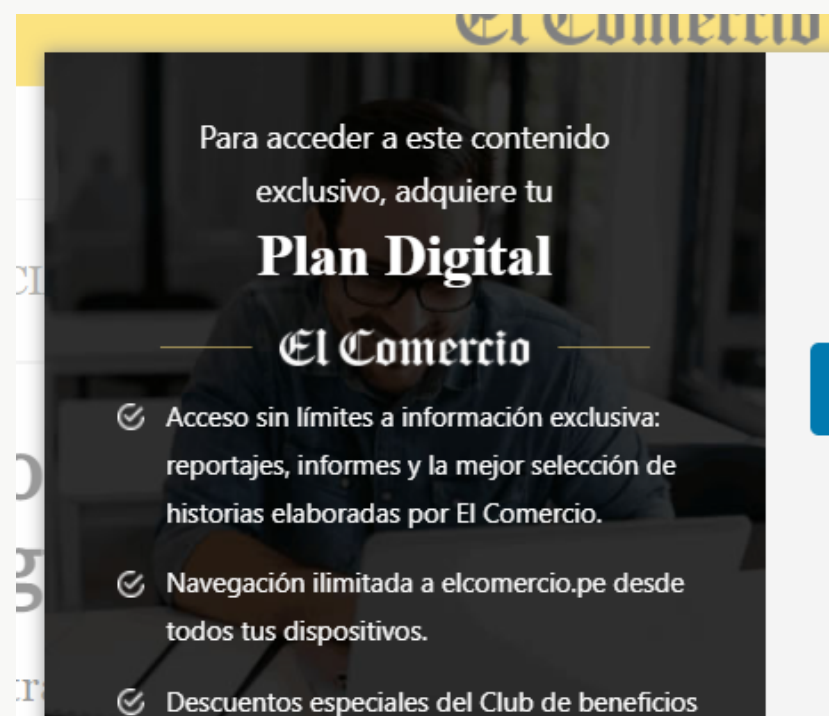 El Comercio
Para acceder a este contenido
exclusivo, adquiere tu
Plan Digital
El Comercio
Acceso sin límites a información exclusiva:
reportajes, informes y la mejor selección de
historias elaboradas por El Comercio.
Navegación ilimitada a elcomercio.pe desde
todos tus dispositivos.
Descuentos especiales del Club de beneficios